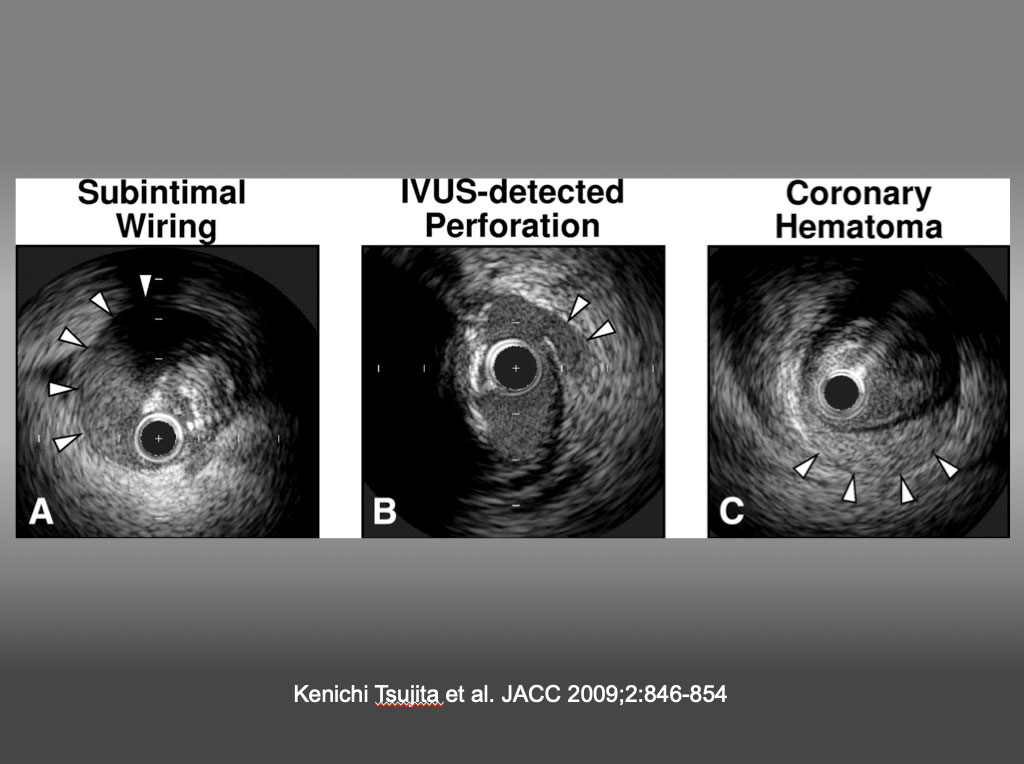 Subintimal
Wiring
IVUS-detected
Perforation
Coronary
Hematoma
A
B
C
Kenichi Tsujita et al. JACC 2009;2:846-854